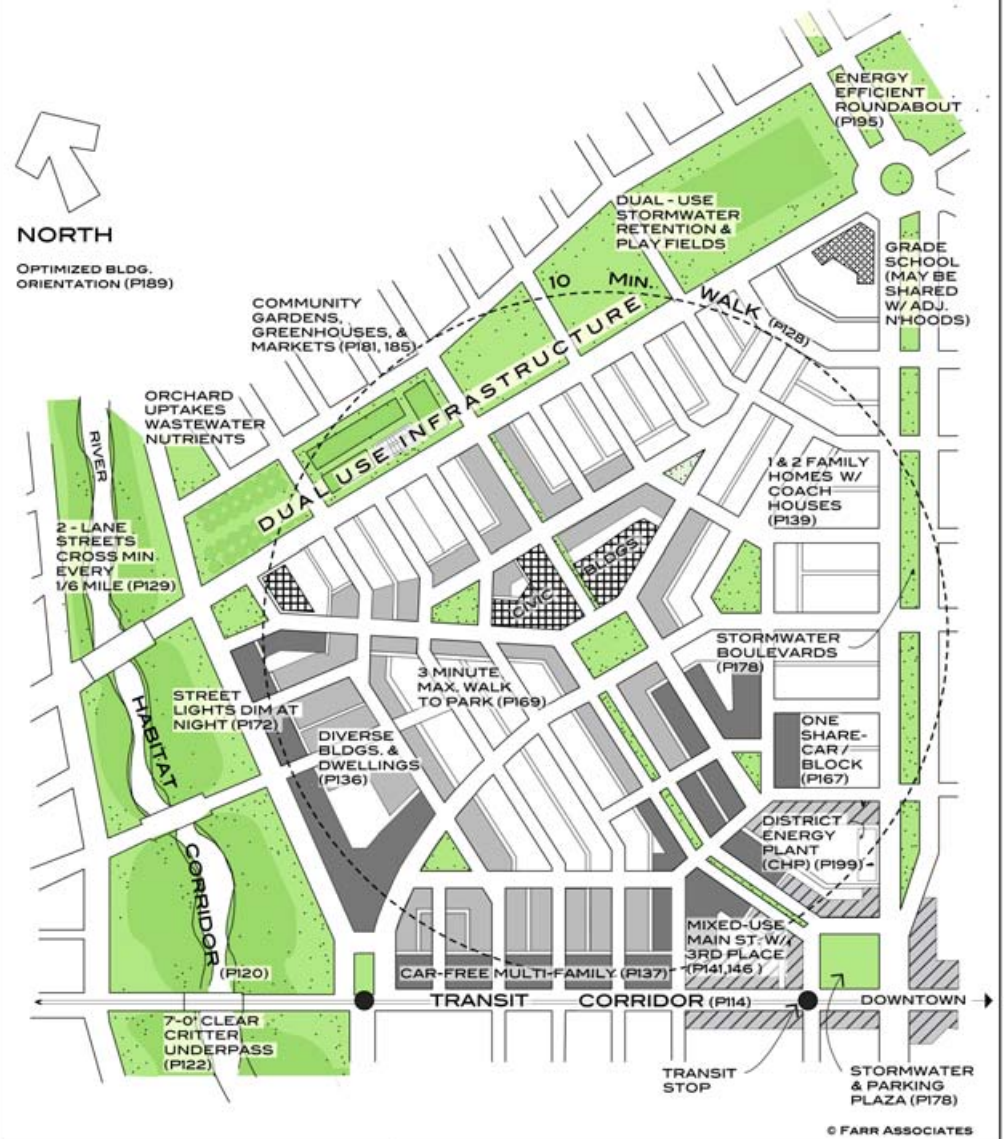 ENERGY
EFFICIENT
ROUNDABOUT
(P195)
NORTH
OPTIMIZED BLDG.
ORIENTATION (P189)
DUAL - USE
STORMWATER
RETENTION &
PLAY FIELDS
GRADE
SCHOOL
(MAY BE
SHARED
W/ ADJ.
N'HOODS)
10 MIN. WALK (P128)
COMMUNITY
GARDENS,
GREENHOUSES, &
MARKETS (P181, 185)
ORCHARD
UPTAKES
WASTEWATER
NUTRIENTS
DUAL USE INFRASTRUCTURE
RIVER
2 - LANE
STREETS
CROSS MIN.
EVERY
1/6 MILE (P129)
1 & 2 FAMILY
HOMES W/
COACH
HOUSES
(P139)
CIVIC BLDGS.
STORMWATER
BOULEVARDS
(P178)
3 MINUTE
MAX. WALK
TO PARK (P169)
STREET
LIGHTS DIM AT
NIGHT (P172)
DIVERSE
BLDGS. &
DWELLINGS
(P136)
ONE
SHARE-
CAR /
BLOCK
(P167)
HABITAT CORRIDOR
(P120)
DISTRICT
ENERGY
PLANT
(CHP) (P199)
MIXED-USE
MAIN ST. W/
3RD PLACE
(P141,146 )
CAR-FREE MULTI-FAMILY (P137)
TRANSIT CORRIDOR (P114)
DOWNTOWN
7'-0" CLEAR
CRITTER
UNDERPASS
(P122)
TRANSIT
STOP
STORMWATER
& PARKING
PLAZA (P178)
© FARR ASSOCIATES